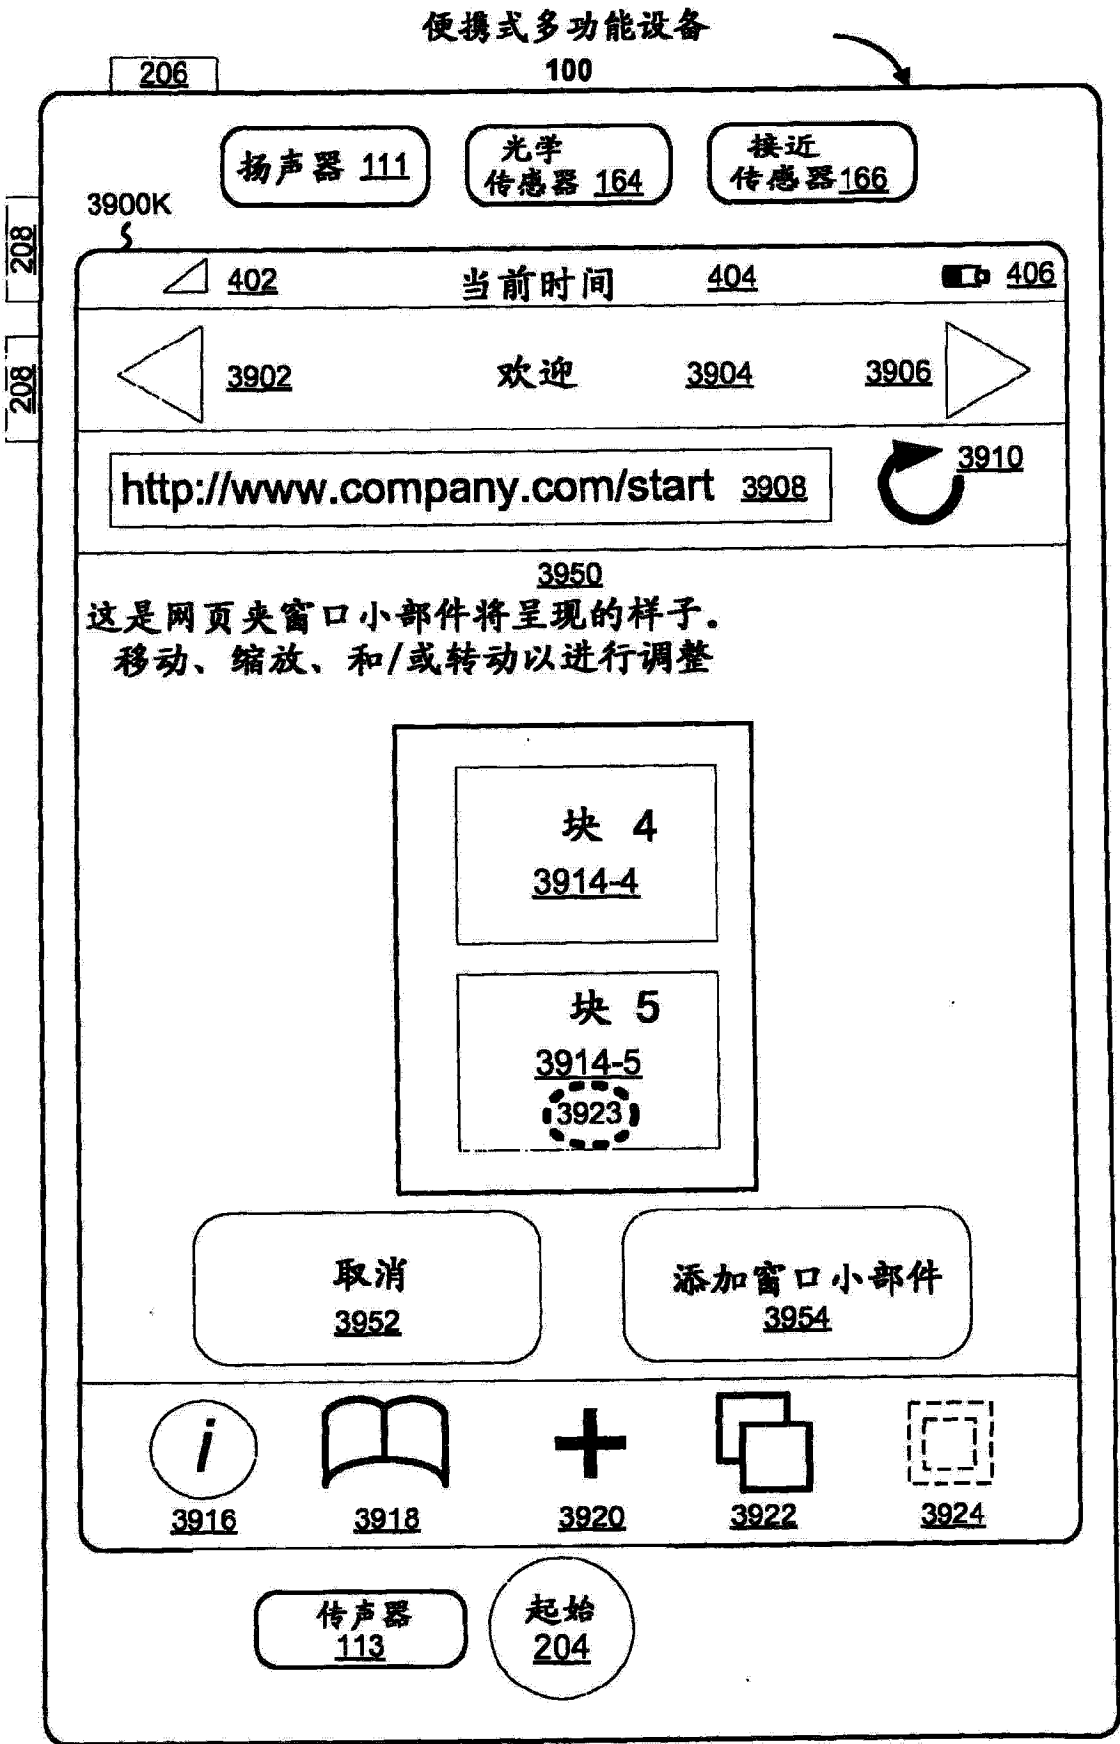 便携式多功能设备
100
206
扬声器 111
光学
传感器 164
接近
传感器 166
3900K
208
208
402 当前时间 404 406
3902 欢迎 3904 3906
http://www.company.com/start 3908 3910
3950
这是网页夹窗口小部件将呈现的样子。
移动、缩放、和/或转动以进行调整
块 4
3914-4
块 5
3914-5
3923
取消
3952
添加窗口小部件
3954
i
3916 3918 3920 3922 3924
传声器
113
起始
204